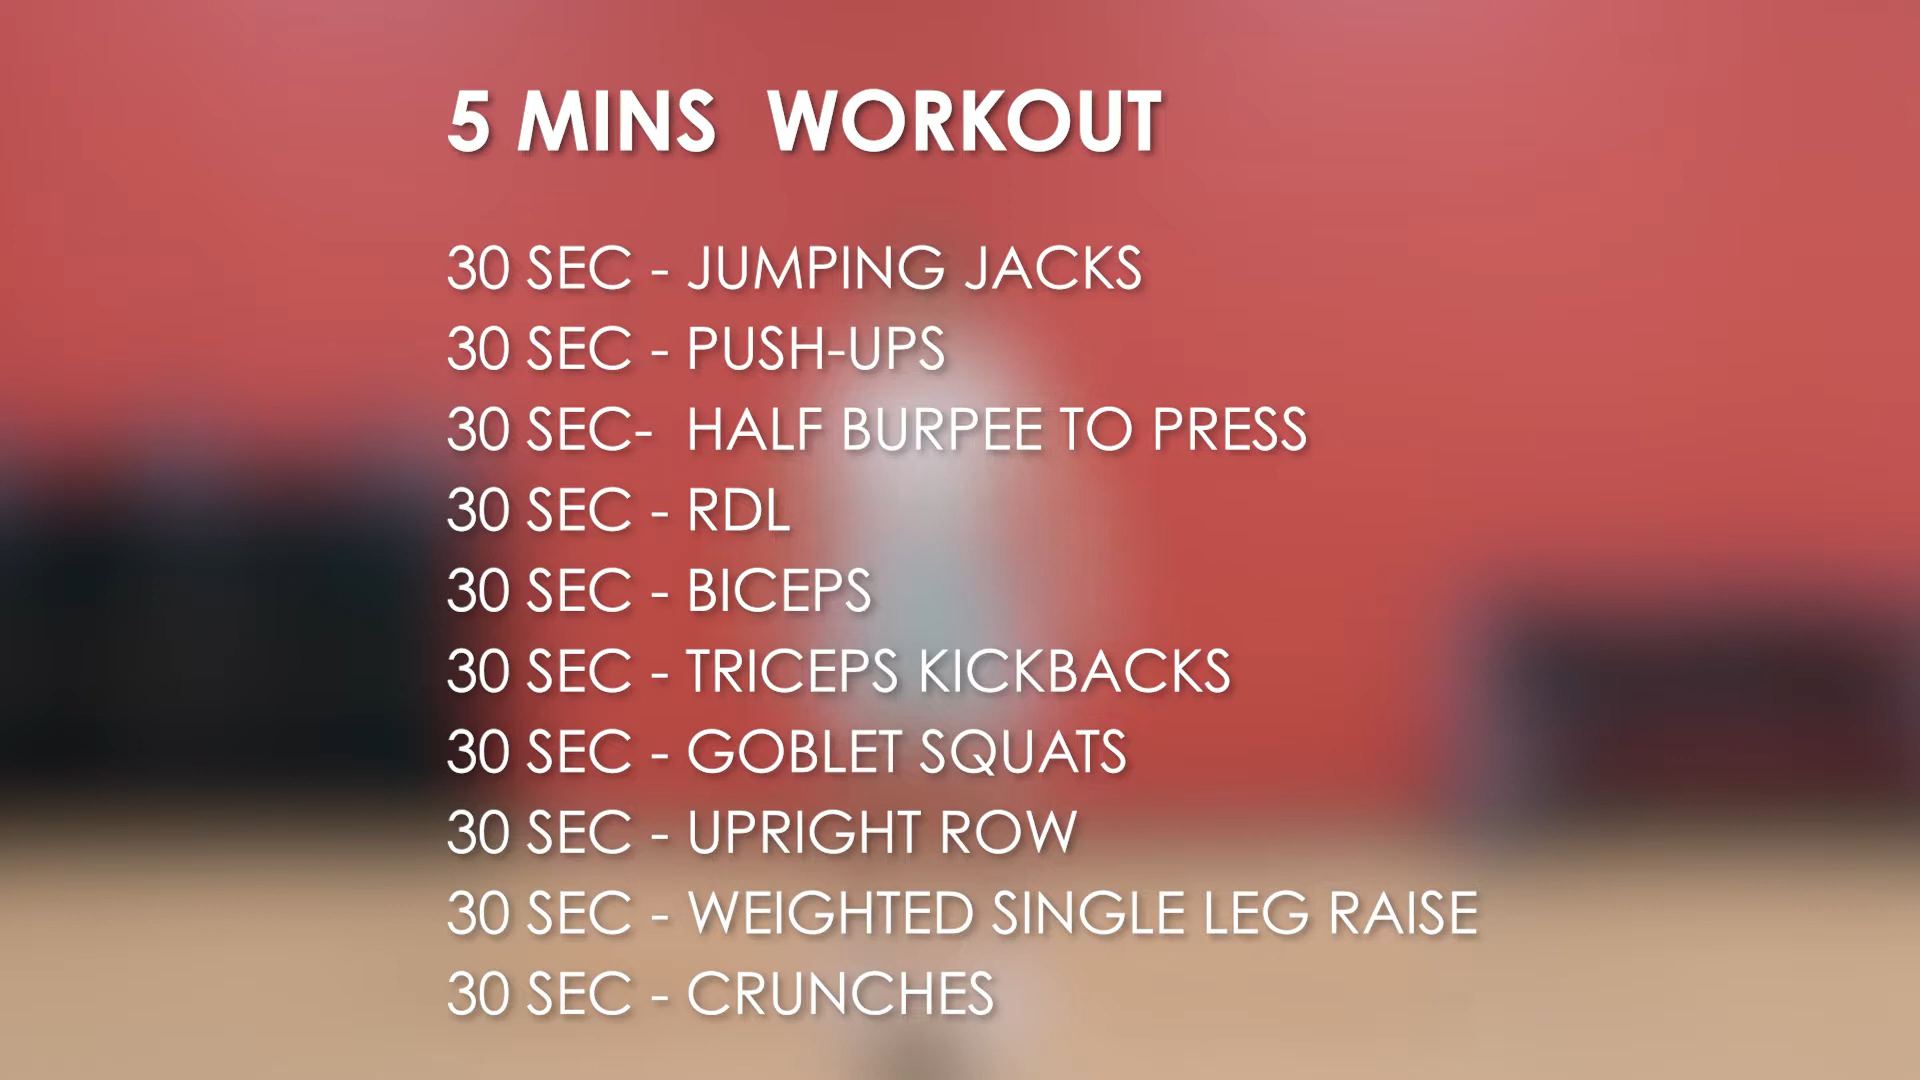 5 MINS  WORKOUT
30 SEC - JUMPING JACKS
30 SEC - PUSH-UPS
30 SEC-  HALF BURPEE TO PRESS
30 SEC - RDL
30 SEC - BICEPS
30 SEC - TRICEPS KICKBACKS
30 SEC - GOBLET SQUATS
30 SEC - UPRIGHT ROW
30 SEC - WEIGHTED SINGLE LEG RAISE
30 SEC - CRUNCHES